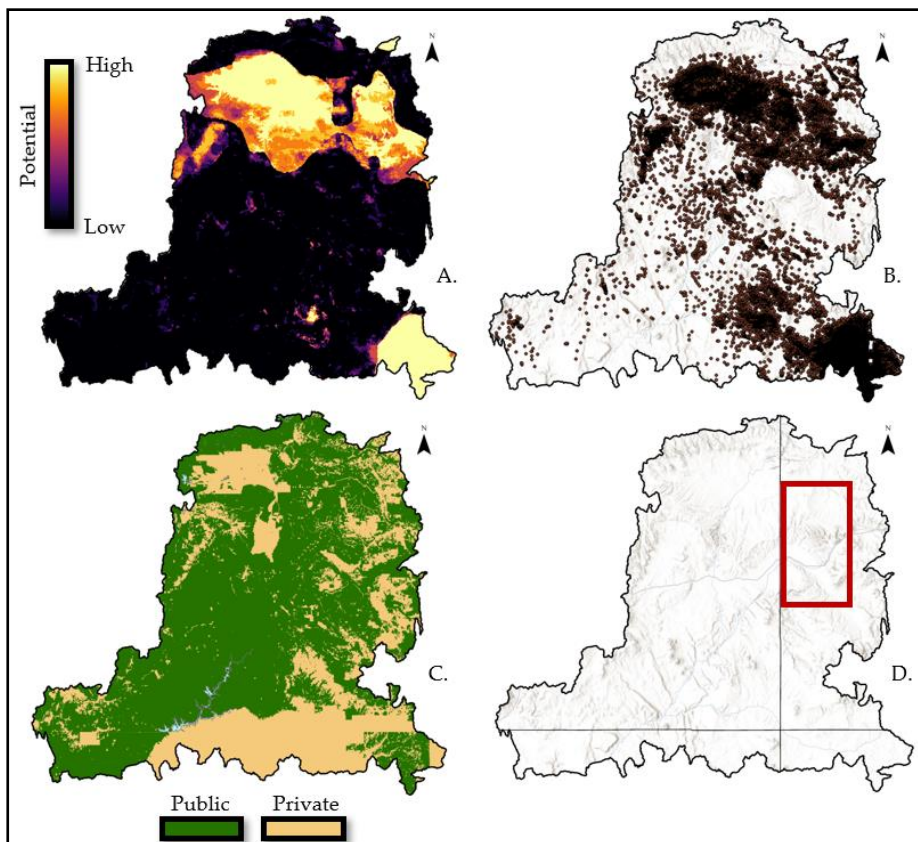 High
Potential
Low
N
A.
N
B.
N
C.
N
D.
Public
Private